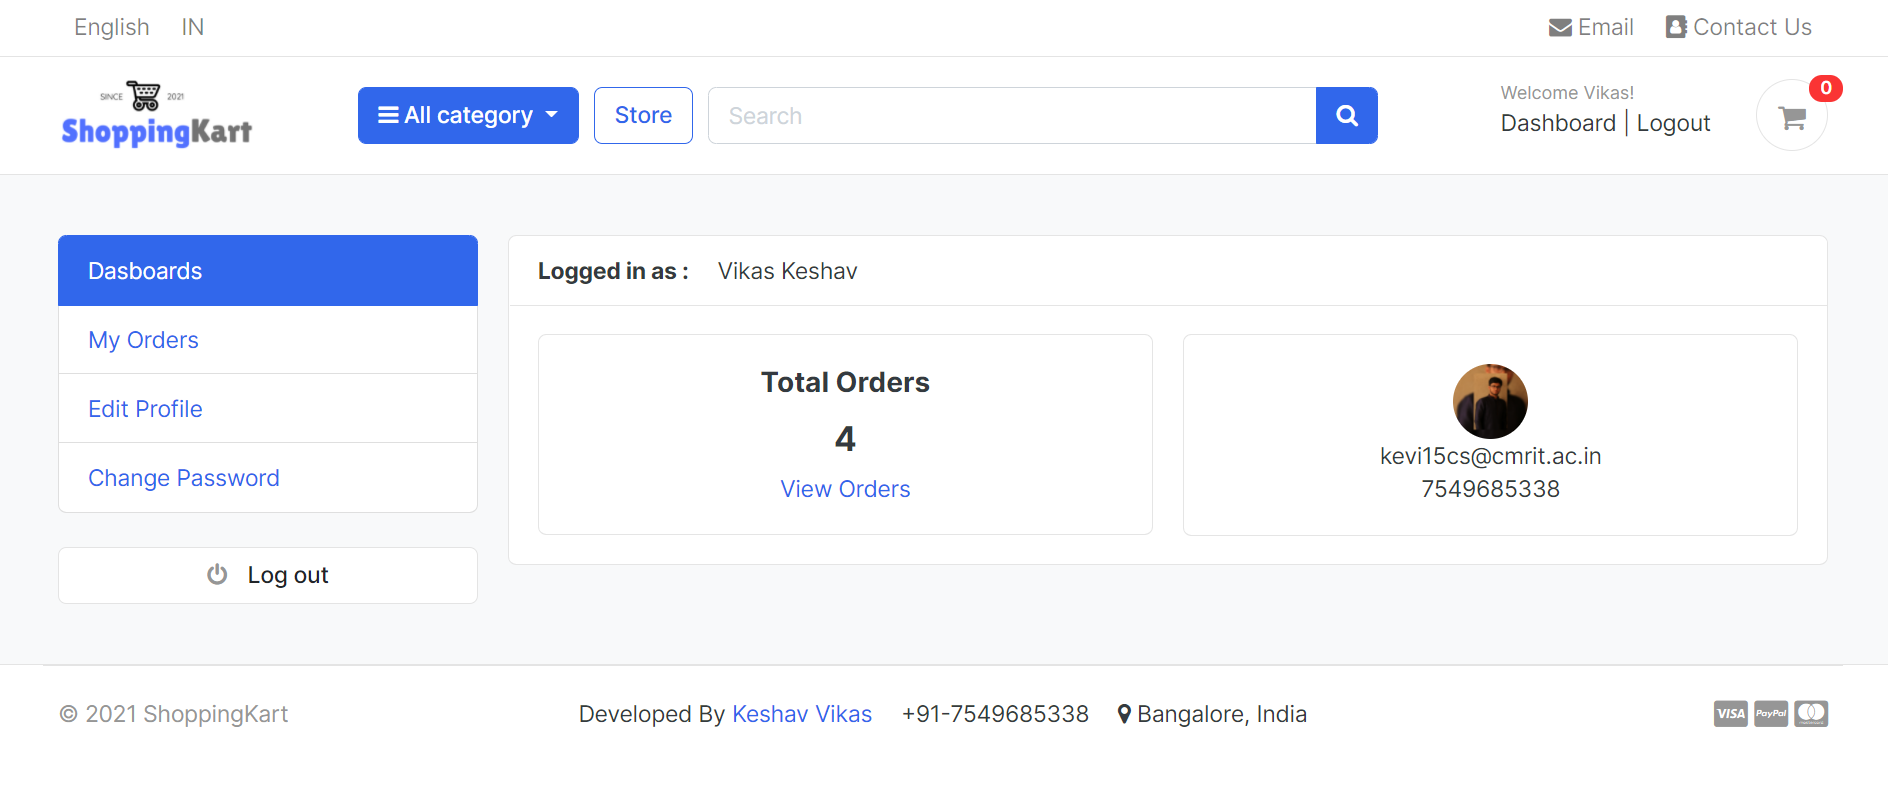 English IN Email Contact Us
SINCE 2021
ShoppingKart
All category Store Search
Welcome Vikas!
Dashboard | Logout
0
Dasboards
My Orders
Edit Profile
Change Password
Log out
Logged in as : Vikas Keshav
Total Orders
4
View Orders
kevi15cs@cmrit.ac.in
7549685338
© 2021 ShoppingKart Developed By Keshav Vikas +91-7549685338 Bangalore, India VISA PayPal